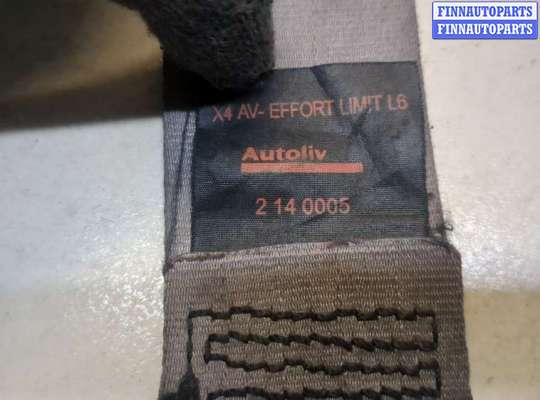 FINNAUTOPARTS
FINNAUTOPARTS
X4 AV- EFFORT LIMIT L6
Autoliv
2 14 0005